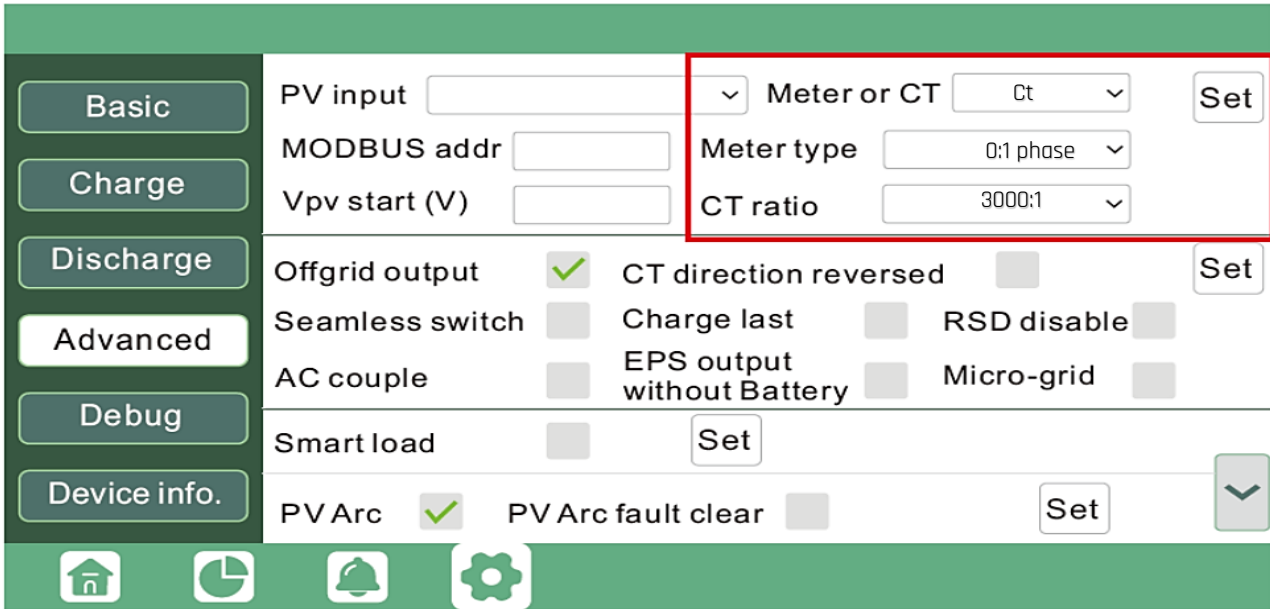 Basic
Charge
Discharge
Advanced
Debug
Device info.
PV input
Meter or CT Ct Set
MODBUS addr
Meter type 0:1 phase
Vpv start (V)
CT ratio 3000:1
Offgrid output CT direction reversed Set
Seamless switch Charge last RSD disable
AC couple EPS output without Battery Micro-grid
Smart load Set
PV Arc PV Arc fault clear Set